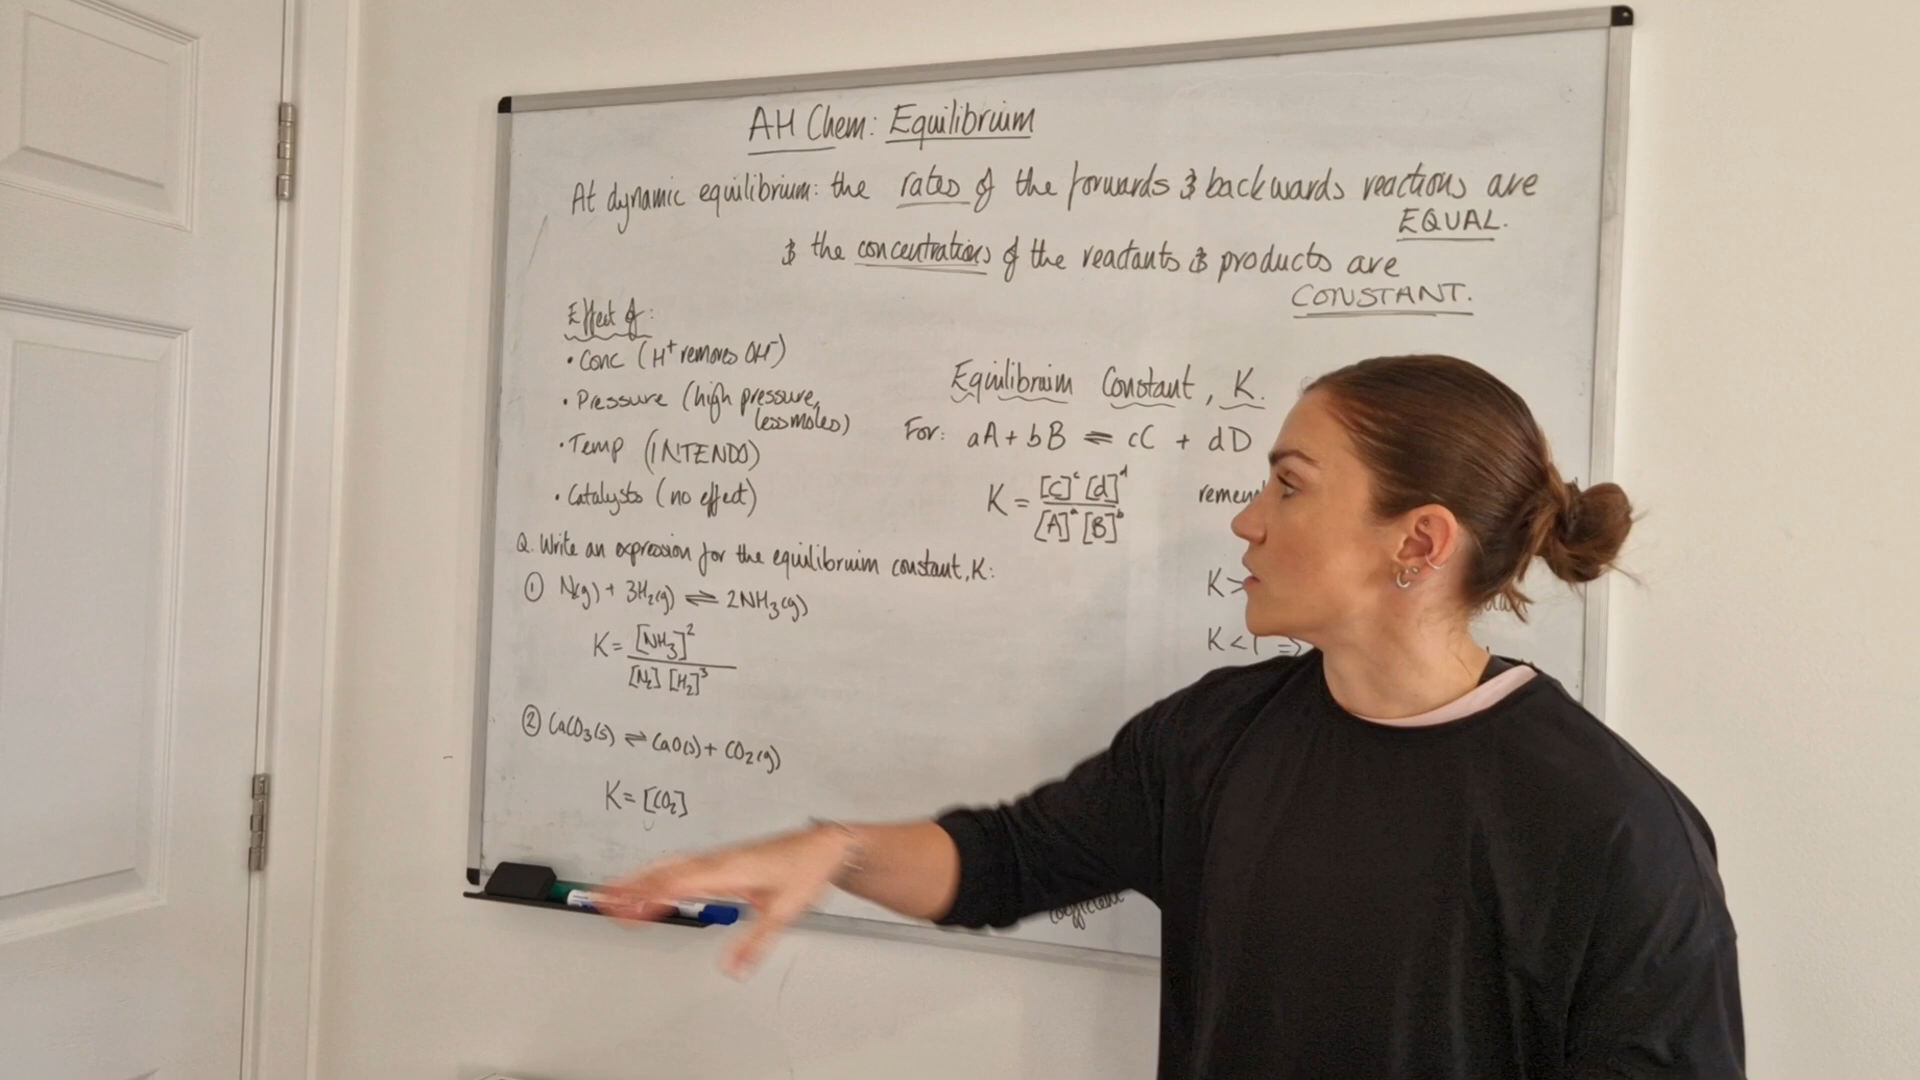 AH Chem: Equilibrium
At dynamic equilibrium: the rates of the forwards & backwards reactions are
EQUAL.
& the concentrations of the reactants & products are
CONSTANT.
Effect of:
• Conc (H⁺ removes OH⁻)
• Pressure (high pressure,
less moles)
• Temp (INTENDO)
• Catalysts (no effect)
Equilibrium Constant, K.
For: aA + bB ⇌ cC + dD
K = [C]ᶜ [d]ᵈ
[A]ᵃ [B]ᵇ
K >
K < 1 =>
Q. Write an expression for the equilibrium constant, K:
① N(g) + 3H₂(g) ⇌ 2NH₃(g)
K = [NH₃]²
[N₂] [H₂]³
② CaCO₃(s) ⇌ CaO(s) + CO₂(g)
K = [CO₂]
coefficient